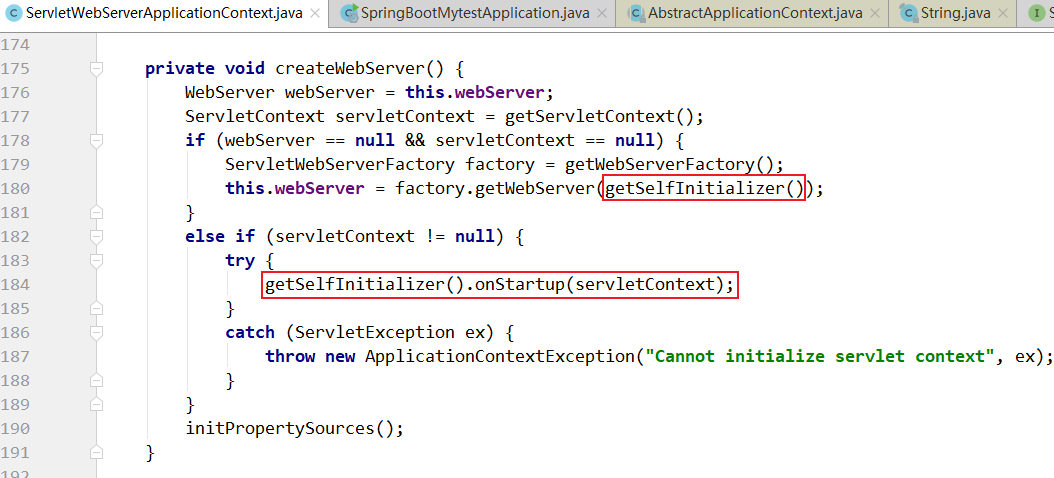 ServletWebServerApplicationContext.java SpringBootMytestApplication.java AbstractApplicationContext.java String.java
174
175 private void createWebServer() {
176 WebServer webServer = this.webServer;
177 ServletContext servletContext = getServletContext();
178 if (webServer == null && servletContext == null) {
179 ServletWebServerFactory factory = getWebServerFactory();
180 this.webServer = factory.getWebServer(getSelfInitializer());
181 }
182 else if (servletContext != null) {
183 try {
184 getSelfInitializer().onStartup(servletContext);
185 }
186 catch (ServletException ex) {
187 throw new ApplicationContextException("Cannot initialize servlet context", ex);
188 }
189 }
190 initPropertySources();
191 }
192